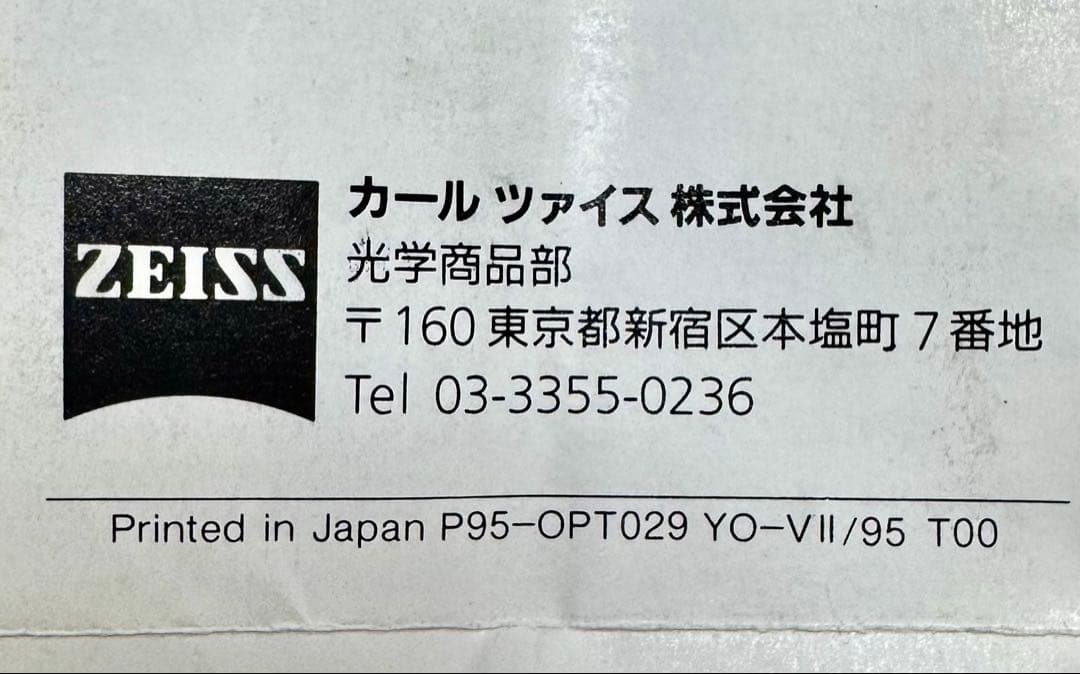 ZEISS
カール ツァイス 株式会社
光学商品部
〒160 東京都新宿区本塩町 7 番地
Tel 03-3355-0236
Printed in Japan P95-OPT029 YO-VII/95 T00